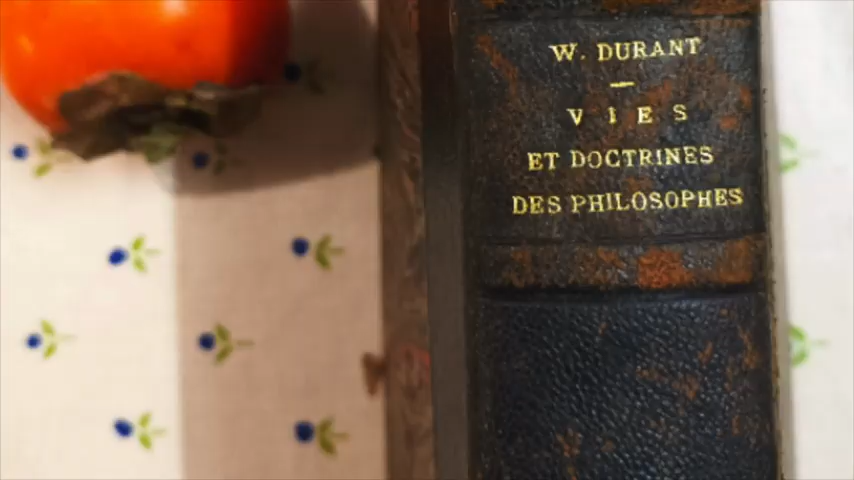 W. DURANT
VIES
ET DOCTRINES
DES PHILOSOPHES